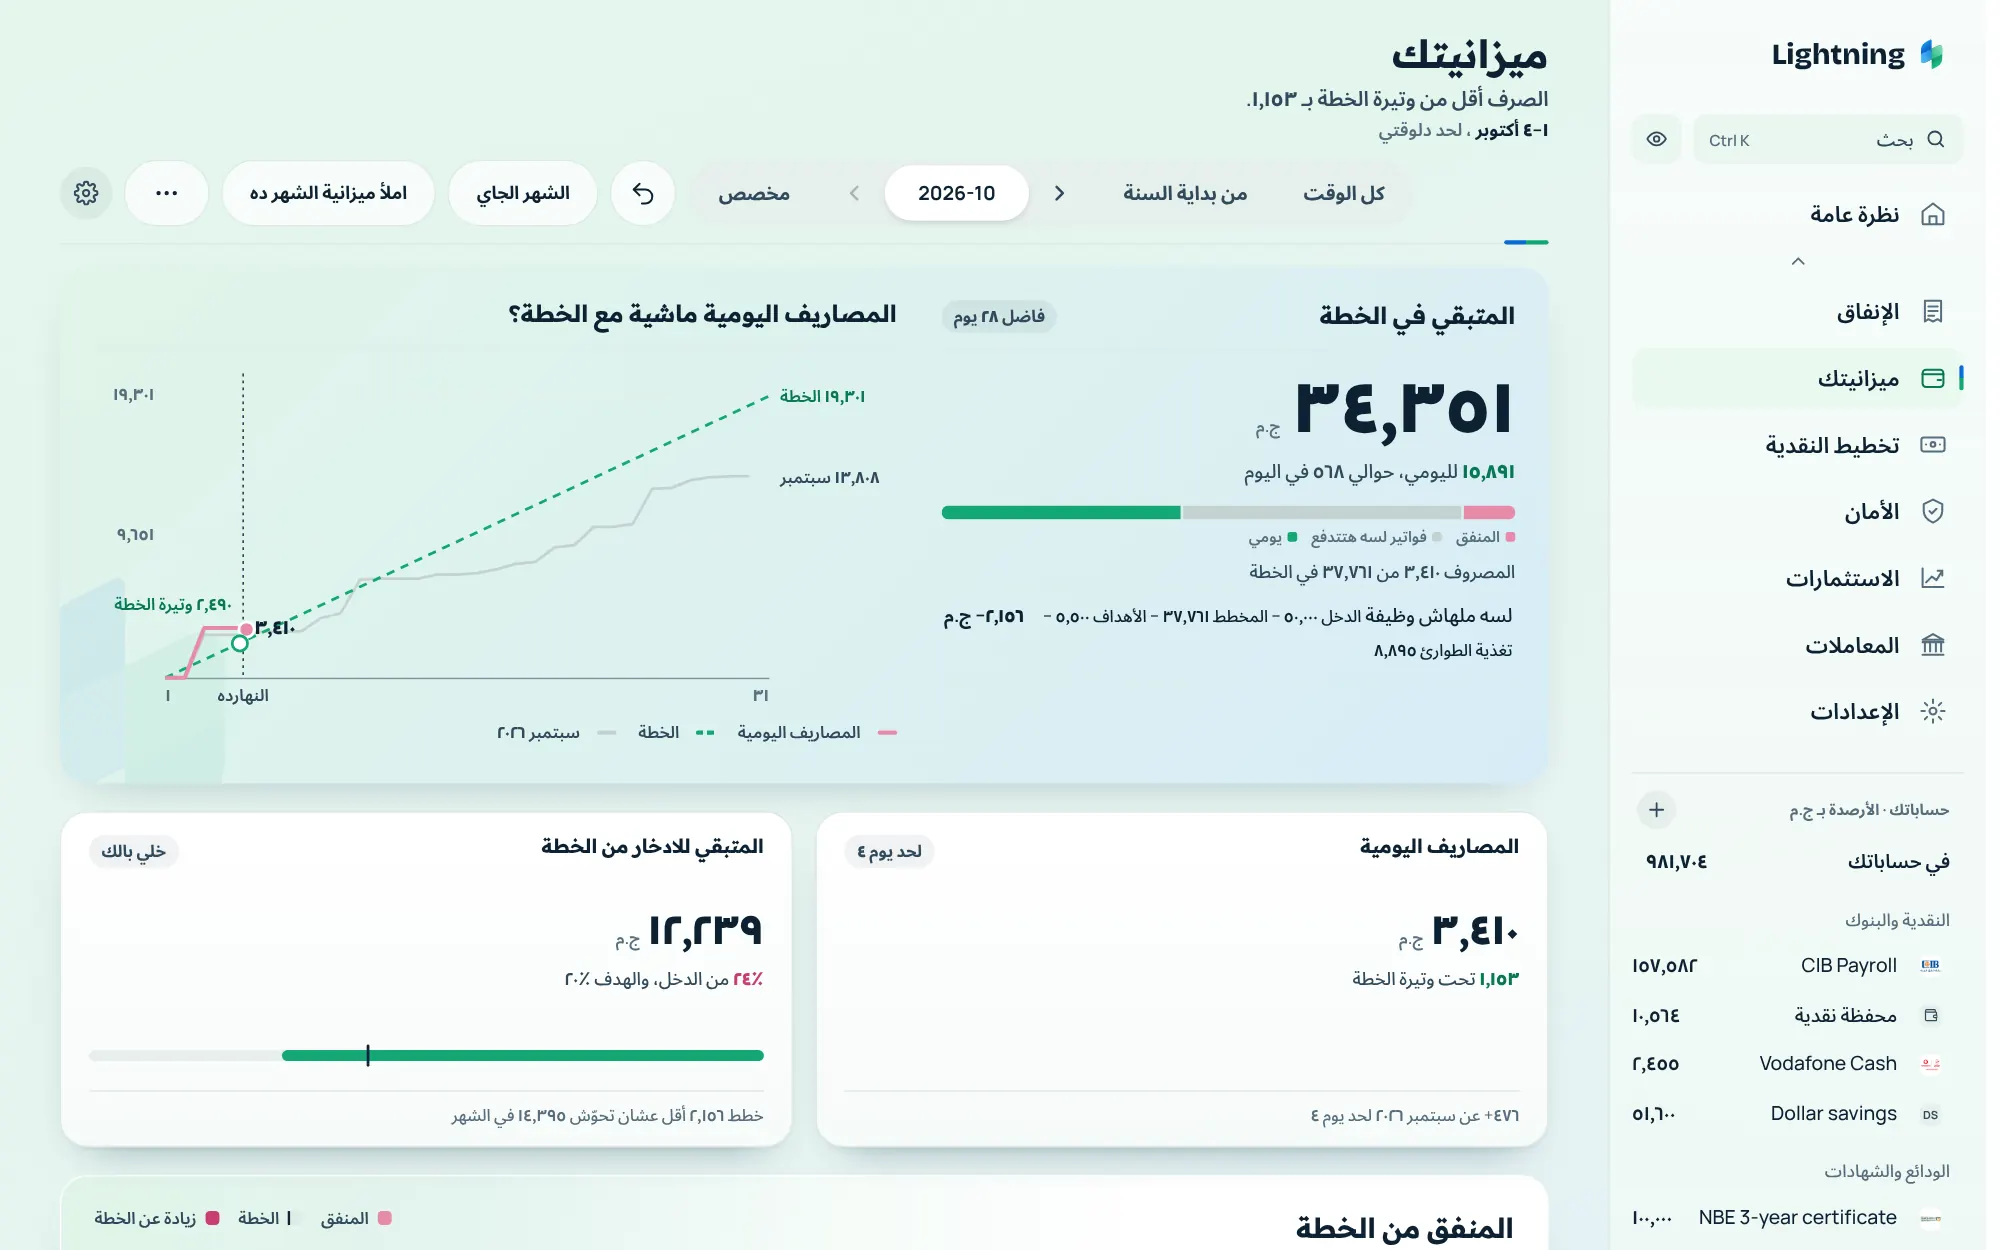 Lightning
بحث
Ctrl K
نظرة عامة
الإنفاق
ميزانيتك
تخطيط النقدية
الأمان
الاستثمارات
المعاملات
الإعدادات
حساباتك · الأرصدة بـ ج.م
في حساباتك ٩٨١,٧٠٤
النقدية والبنوك
CIB Payroll ١٥٧,٥٨٢
محفظة نقدية ١٠,٥٦٤
Vodafone Cash ٢,٤٥٥
DS Dollar savings ٥١,٦٠٠
الودائع والشهادات
NBE 3-year certificate ١٠٠,٠٠٠
ميزانيتك
الصرف أقل من وتيرة الخطة بـ ١,١٥٣.
١–٤ أكتوبر ، لحد دلوقتي
كل الوقت
من بداية السنة
2026-10
مخصص
الشهر الجاي
املأ ميزانية الشهر ده
المتبقي في الخطة
فاضل ٢٨ يوم
٣٤,٣٥١ ج.م
١٥,٨٩١ لليومي، حوالي ٥٦٨ في اليوم
المنفق
فواتير لسه هتتدفع
يومي
المصروف ٣,٤١٠ من ٣٧,٧٦١ في الخطة
لسه ملهاش وظيفة الدخل ٥٠,٠٠٠ − المخطط ٣٧,٧٦١ − الأهداف ٥,٥٠٠ − −٢,١٥٦ ج.م
تغذية الطوارئ ٨,٨٩٥
المصاريف اليومية ماشية مع الخطة؟
١٩,٣٠١
١٩,٣٠١ الخطة
١٣,٨٠٨ سبتمبر
٩,٦٥١
٢,٤٩٠ وتيرة الخطة
٣,٤١٠
١
النهارده
٣١
المصاريف اليومية
الخطة
سبتمبر ٢٠٢٦
المصاريف اليومية
لحد يوم ٤
٣,٤١٠ ج.م
١,١٥٣ تحت وتيرة الخطة
+٤٧٦ عن سبتمبر ٢٠٢٦ لحد يوم ٤
المتبقي للادخار من الخطة
خلي بالك
١٢,٢٣٩ ج.م
٢٤٪ من الدخل، والهدف ٢٠٪
خطط ٢,١٥٦ أقل عشان تحوّش ١٤,٣٩٥ في الشهر
المنفق من الخطة
المنفق
الخطة
زيادة عن الخطة